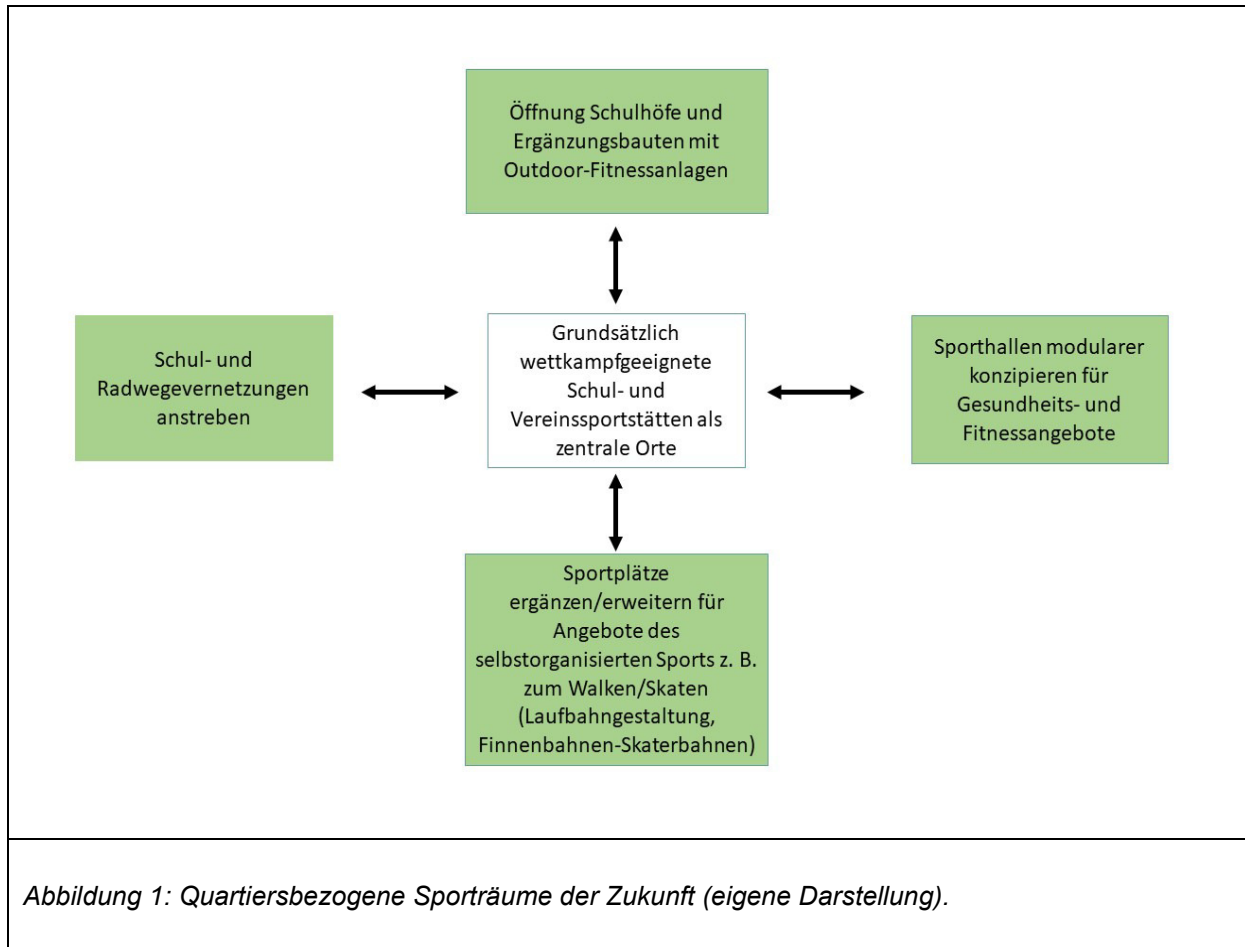 Öffnung Schulhöfe und
Ergänzungsbauten mit
Outdoor-Fitnessanlagen
Schul- und
Radwegevernetzungen
anstreben
Grundsätzlich
wettkampfgeeignete
Schul- und
Vereinssportstätten als
zentrale Orte
Sporthallen modularer
konzipieren für
Gesundheits- und
Fitnessangebote
Sportplätze
ergänzen/erweitern für
Angebote des
selbstorganisierten Sports z. B.
zum Walken/Skaten
(Laufbahngestaltung,
Finnenbahnen-Skaterbahnen)
Abbildung 1: Quartiersbezogene Sporträume der Zukunft (eigene Darstellung).